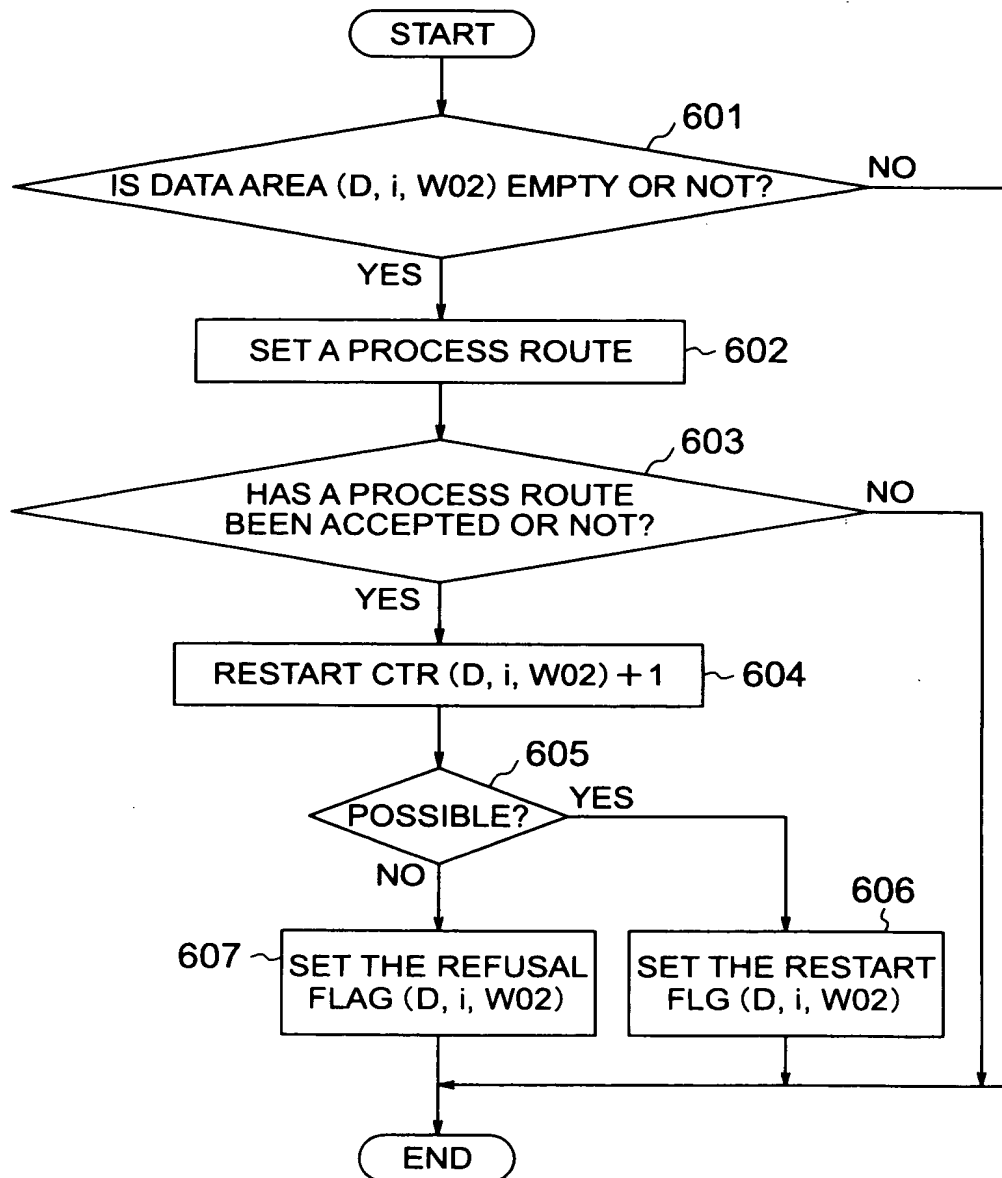 START
601
IS DATA AREA (D, i, W02) EMPTY OR NOT?
NO
YES
SET A PROCESS ROUTE
602
603
HAS A PROCESS ROUTE
BEEN ACCEPTED OR NOT?
NO
YES
RESTART CTR (D, i, W02) + 1
604
605
POSSIBLE?
YES
NO
606
607
SET THE REFUSAL
FLAG (D, i, W02)
SET THE RESTART
FLG (D, i, W02)
END